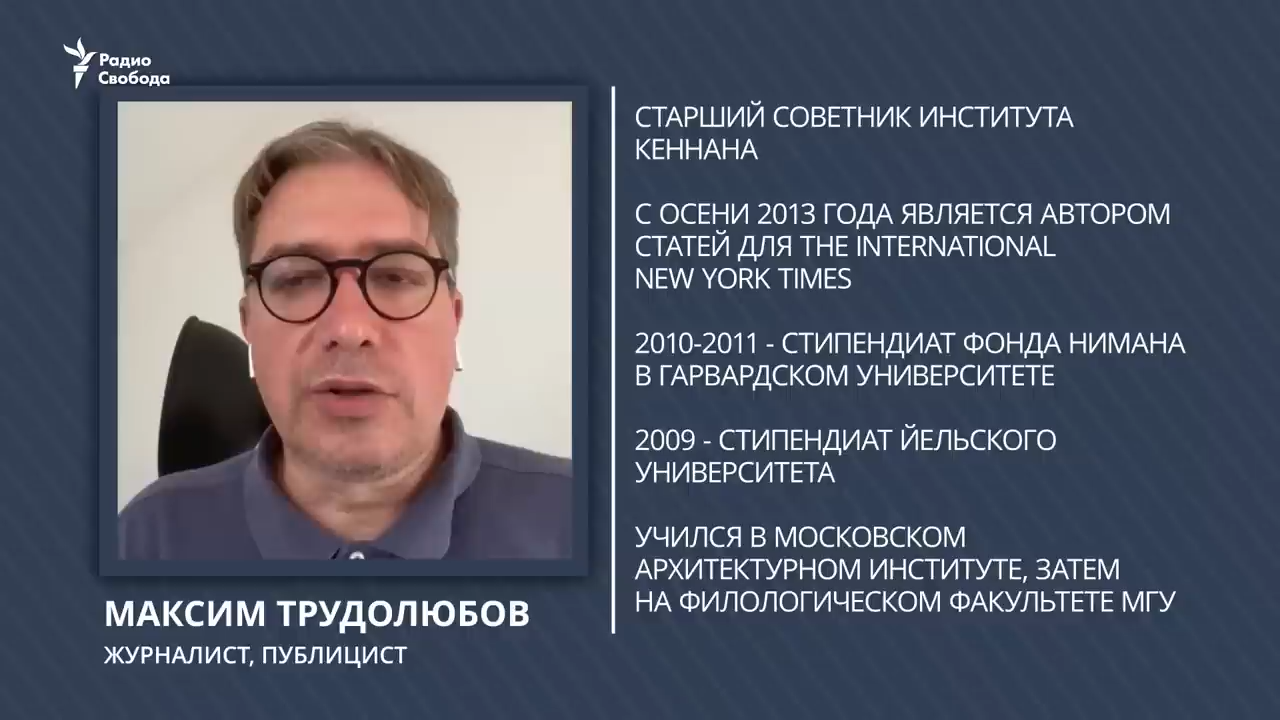 Радио
Свобода
СТАРШИЙ СОВЕТНИК ИНСТИТУТА
КЕННАНА
С ОСЕНИ 2013 ГОДА ЯВЛЯЕТСЯ АВТОРОМ
СТАТЕЙ ДЛЯ THE INTERNATIONAL
NEW YORK TIMES
2010-2011 - СТИПЕНДИАТ ФОНДА НИМАНА
В ГАРВАРДСКОМ УНИВЕРСИТЕТЕ
2009 - СТИПЕНДИАТ ЙЕЛЬСКОГО
УНИВЕРСИТЕТА
УЧИЛСЯ В МОСКОВСКОМ
АРХИТЕКТУРНОМ ИНСТИТУТЕ, ЗАТЕМ
НА ФИЛОЛОГИЧЕСКОМ ФАКУЛЬТЕТЕ МГУ
МАКСИМ ТРУДОЛЮБОВ
ЖУРНАЛИСТ, ПУБЛИЦИСТ